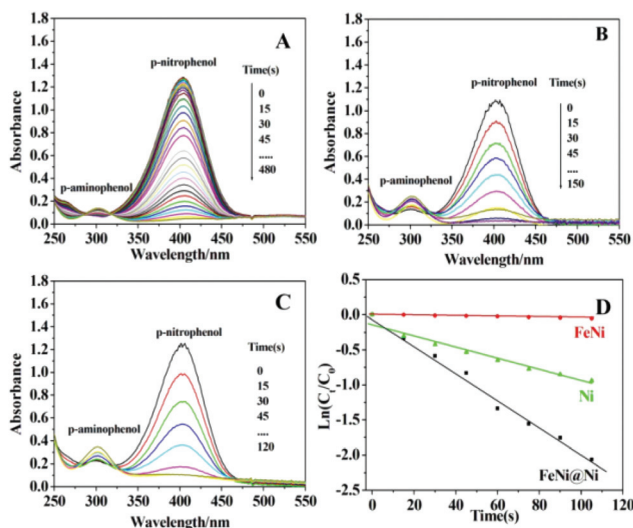 A
p-nitrophenol
Time(s)
0
15
30
45
.....
480
p-aminophenol
1.8
1.6
1.4
1.2
1.0
0.8
0.6
0.4
0.2
0.0
Absorbance
250 300 350 400 450 500 550
Wavelength/nm
B
p-nitrophenol
Time(s)
0
15
30
45
....
150
p-aminophenol
1.8
1.6
1.4
1.2
1.0
0.8
0.6
0.4
0.2
0.0
Absorbance
250 300 350 400 450 500 550
Wavelength/nm
C
p-nitrophenol
Time(s)
0
15
30
45
....
120
p-aminophenol
1.8
1.6
1.4
1.2
1.0
0.8
0.6
0.4
0.2
0.0
Absorbance
250 300 350 400 450 500 550
Wavelength/nm
D
FeNi
Ni
FeNi@Ni
0.0
-0.5
-1.0
-1.5
-2.0
-2.5
Ln(Ct/C0)
0 20 40 60 80 100 120
Time(s)